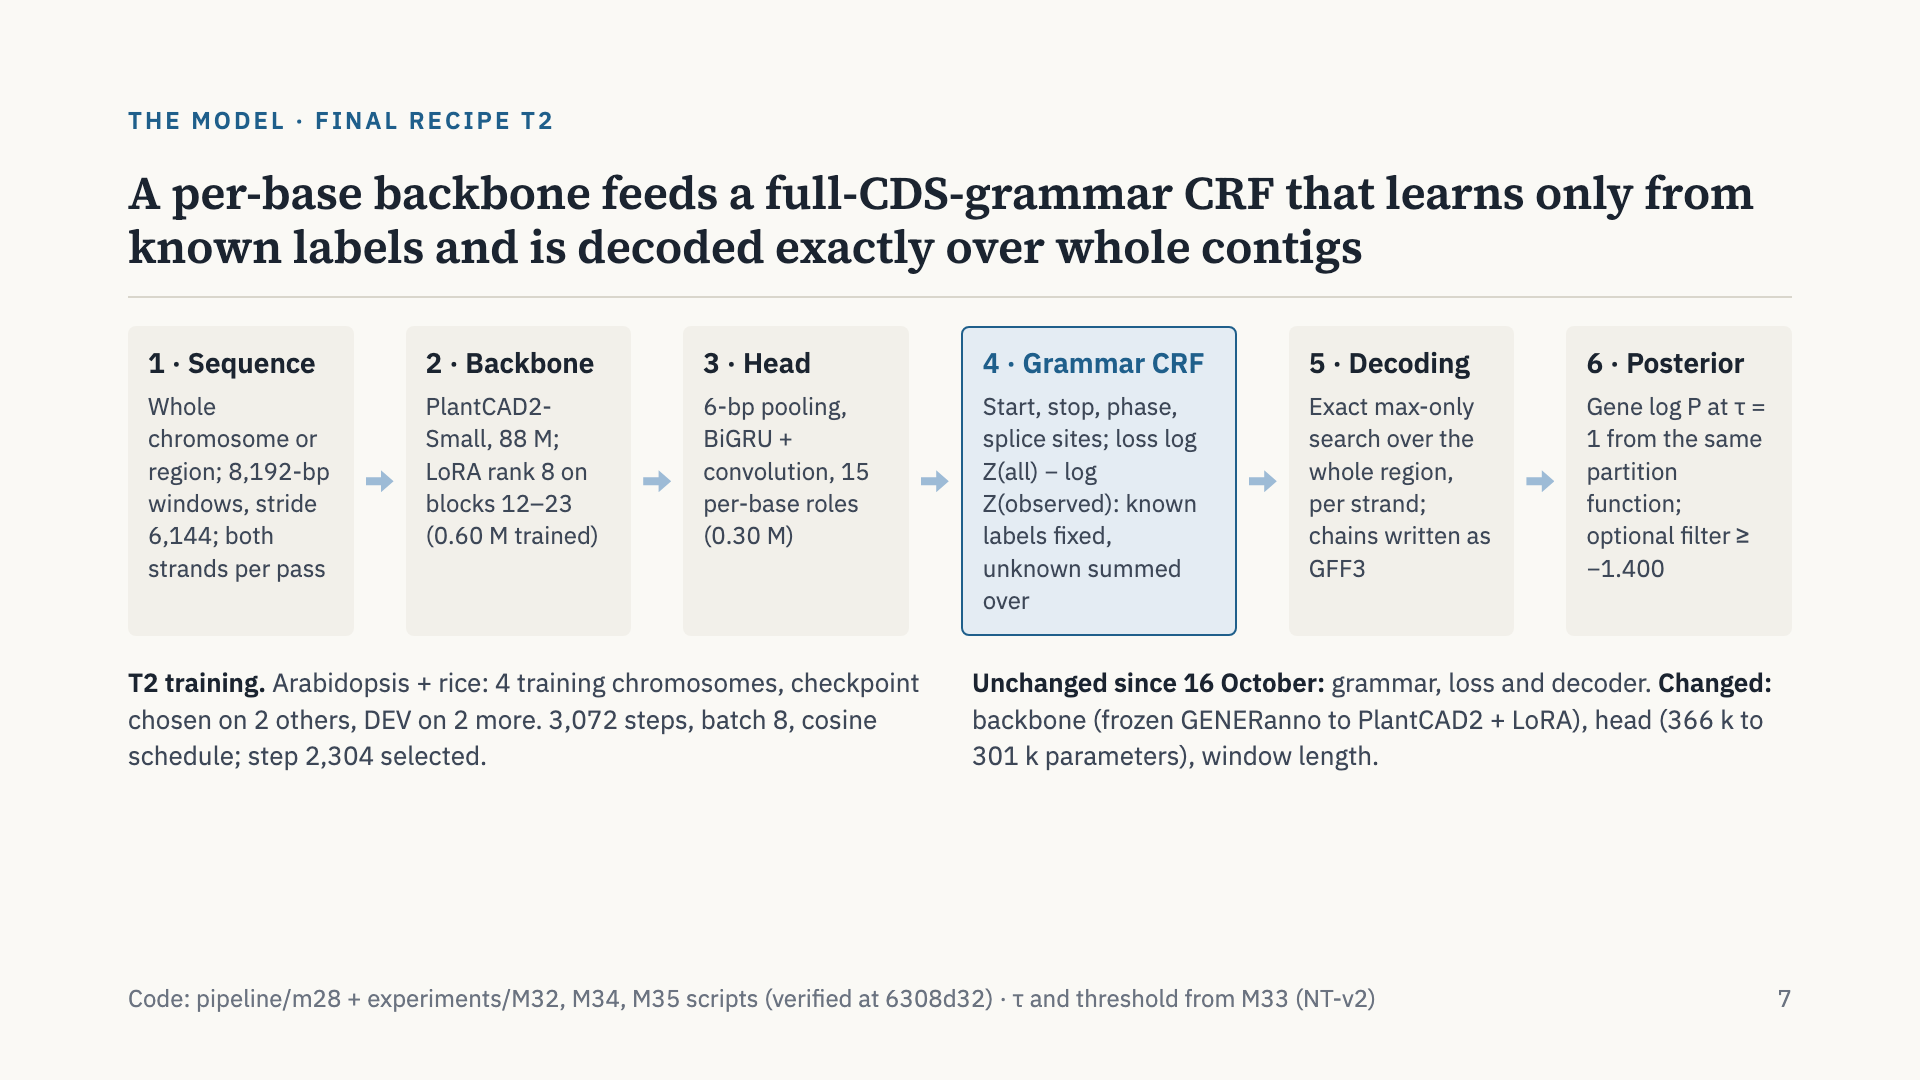 THE MODEL · FINAL RECIPE T2
A per-base backbone feeds a full-CDS-grammar CRF that learns only from
known labels and is decoded exactly over whole contigs
1 · Sequence
Whole
chromosome or
region; 8,192-bp
windows, stride
6,144; both
strands per pass
2 · Backbone
PlantCAD2-
Small, 88 M;
LoRA rank 8 on
blocks 12–23
(0.60 M trained)
3 · Head
6-bp pooling,
BiGRU +
convolution, 15
per-base roles
(0.30 M)
4 · Grammar CRF
Start, stop, phase,
splice sites; loss log
Z(all) − log
Z(observed): known
labels fixed,
unknown summed
over
5 · Decoding
Exact max-only
search over the
whole region,
per strand;
chains written as
GFF3
6 · Posterior
Gene log P at τ =
1 from the same
partition
function;
optional filter ≥
−1.400
T2 training. Arabidopsis + rice: 4 training chromosomes, checkpoint
chosen on 2 others, DEV on 2 more. 3,072 steps, batch 8, cosine
schedule; step 2,304 selected.
Unchanged since 16 October: grammar, loss and decoder. Changed:
backbone (frozen GENERanno to PlantCAD2 + LoRA), head (366 k to
301 k parameters), window length.
Code: pipeline/m28 + experiments/M32, M34, M35 scripts (verified at 6308d32) · τ and threshold from M33 (NT-v2)
7